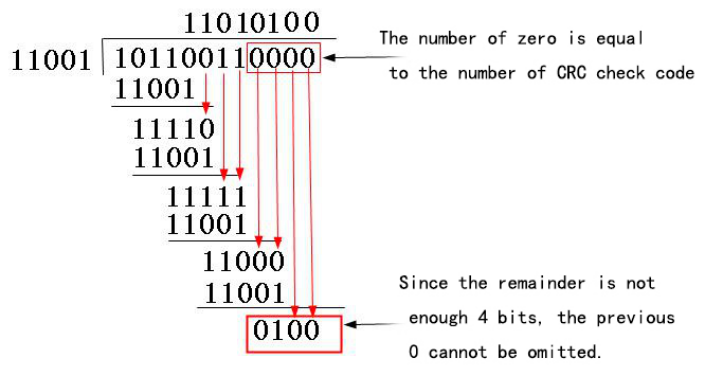 11010100
11001 101100110000
The number of zero is equal
to the number of CRC check code
11001
11110
11001
11111
11001
11000
11001
Since the remainder is not
enough 4 bits, the previous
0 cannot be omitted.
0100